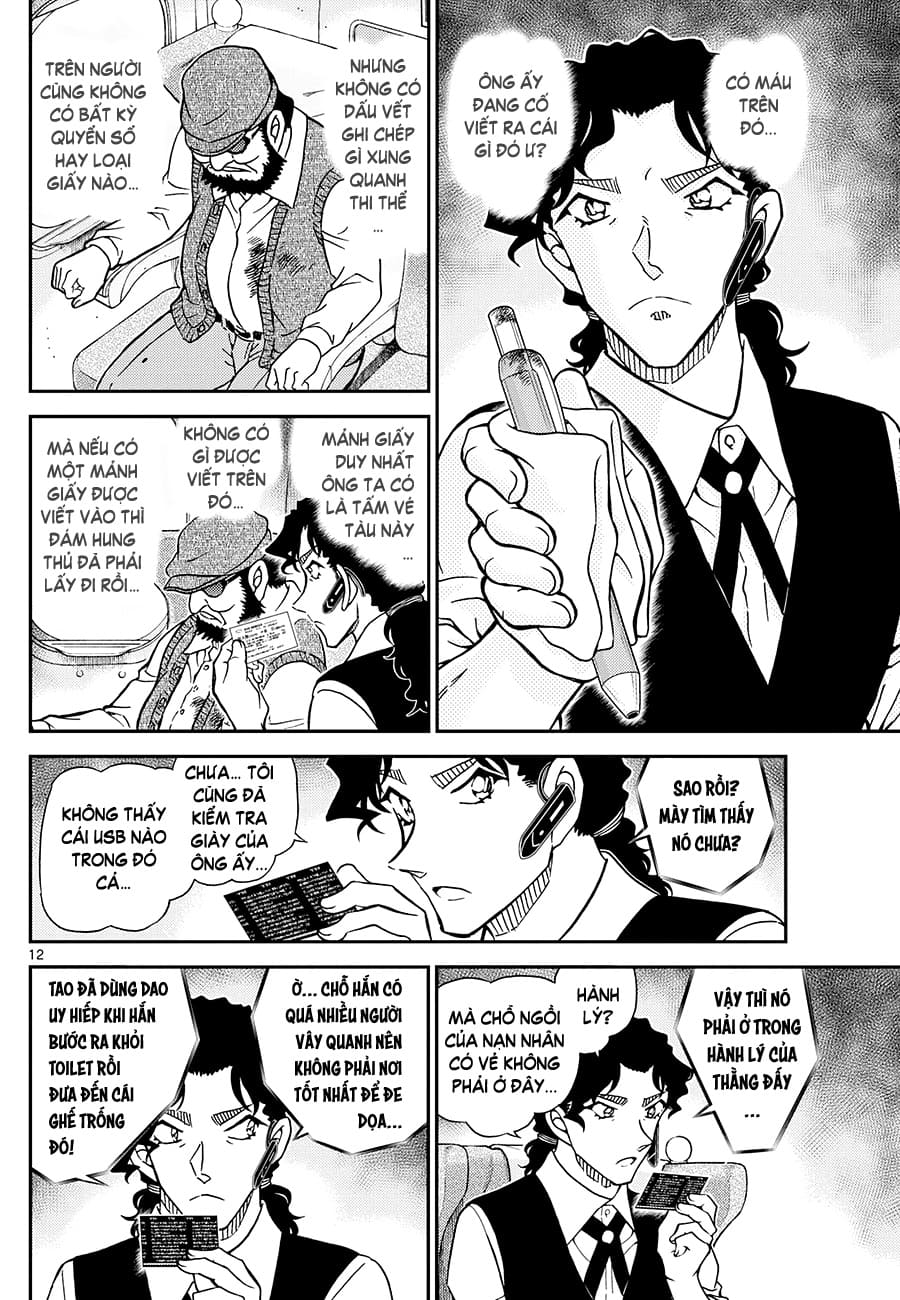 CÓ MÁU
TRÊN
ĐÓ...
ÔNG ẤY
ĐANG CỐ
VIẾT RA CÁI
GÌ ĐÓ Ư?
NHƯNG
KHÔNG CÓ
DẤU VẾT
GHI CHÉP
GÌ XUNG
QUANH
THI THỂ
...
TRÊN NGƯỜI
CŨNG KHÔNG
CÓ BẤT KỲ
QUYỂN SỔ
HAY LOẠI
GIẤY NÀO...
MẢNH GIẤY
DUY NHẤT
ÔNG TA CÓ
LÀ TẤM VÉ
TÀU NÀY
...
KHÔNG CÓ
GÌ ĐƯỢC
VIẾT TRÊN
ĐÓ...
MÀ NẾU CÓ
MỘT MẢNH
GIẤY ĐƯỢC
VIẾT VÀO THÌ
ĐÁM HUNG
THỦ ĐÃ PHẢI
LẤY ĐI RỒI...
SAO RỒI?
MÀY TÌM THẤY
NÓ CHƯA?
CHƯA... TÔI
CŨNG ĐÃ
KIỂM TRA
GIÀY CỦA
ÔNG ẤY...
KHÔNG THẤY
CÁI USB NÀO
TRONG ĐÓ
CẢ...
12
VẬY THÌ NÓ
PHẢI Ở TRONG
HÀNH LÝ CỦA
THẰNG ĐẤY
...
HÀNH
LÝ?
MÀ CHỖ NGỒI
CỦA NẠN NHÂN
CÓ VẺ KHÔNG
PHẢI Ở ĐÂY...
Ờ... CHỖ HẮN CÓ
QUÁ NHIỀU NGƯỜI
VÂY QUANH NÊN
KHÔNG PHẢI NƠI
TỐT NHẤT ĐỂ ĐE
DỌA...
TAO ĐÃ DÙNG DAO
UY HIẾP KHI HẮN
BƯỚC RA KHỎI
TOILET RỒI
ĐƯA ĐẾN CÁI
GHẾ TRỐNG
ĐÓ!